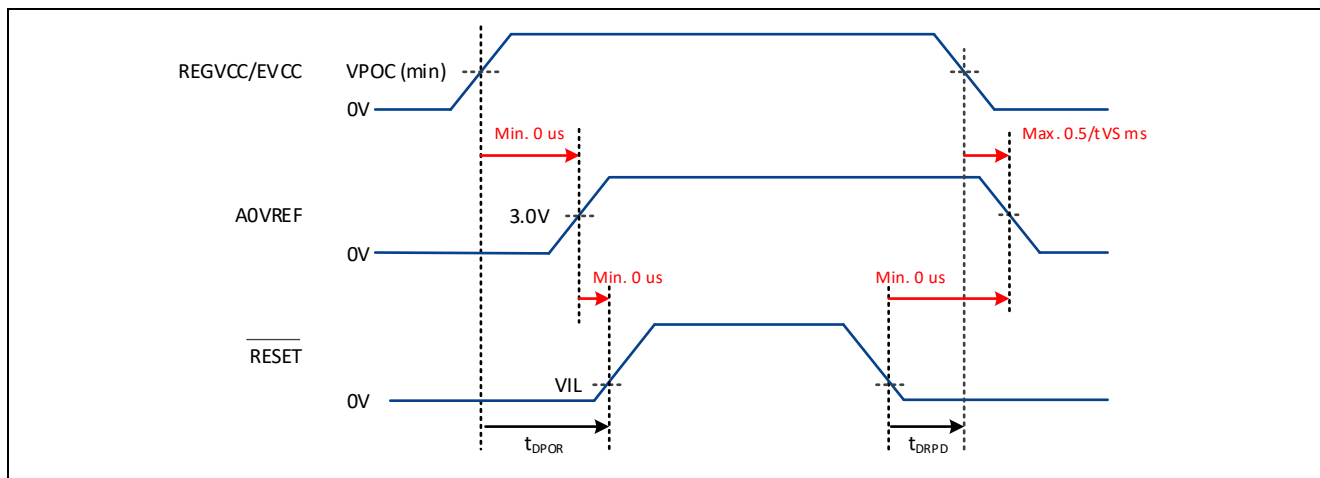 REGVCC/EVCC
VPOC (min)
0V
Min. 0 us
Max. 0.5/tVS ms
A0VREF
3.0V
0V
Min. 0 us
Min. 0 us
RESET
VIL
0V
tDPOR
tDRPD